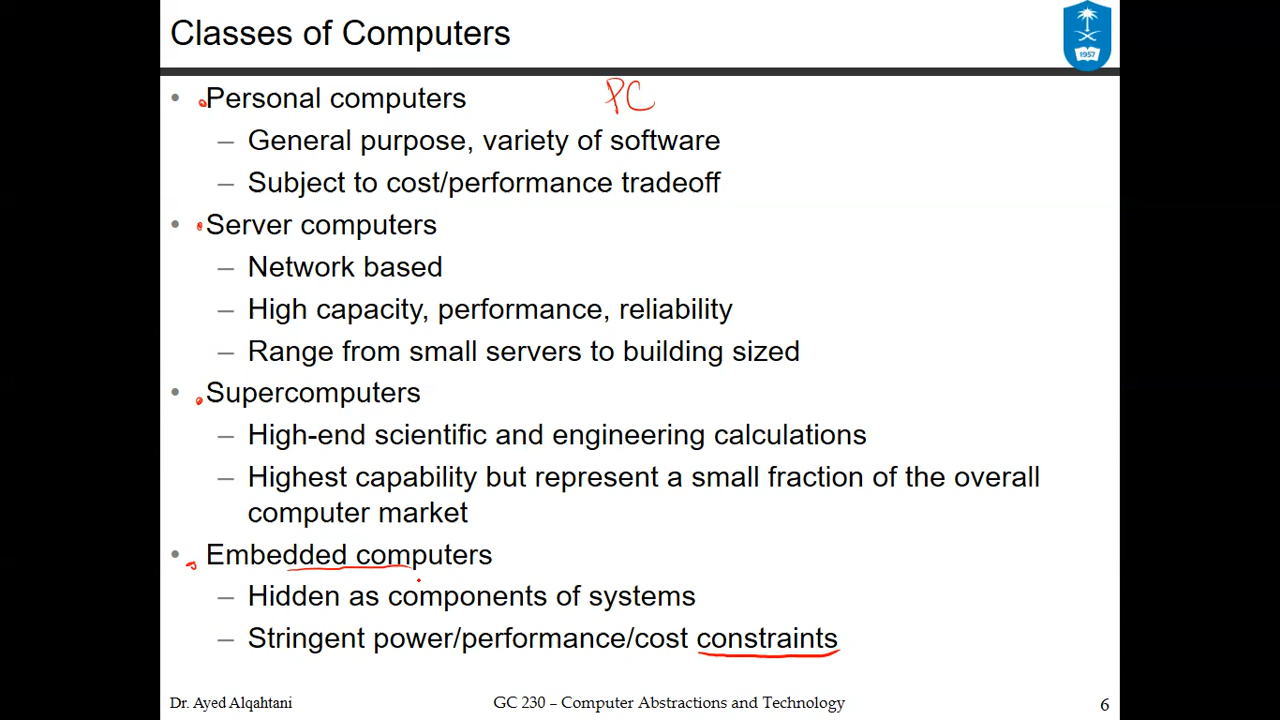 Classes of Computers
1957
• Personal computers PC
– General purpose, variety of software
– Subject to cost/performance tradeoff
• Server computers
– Network based
– High capacity, performance, reliability
– Range from small servers to building sized
• Supercomputers
– High-end scientific and engineering calculations
– Highest capability but represent a small fraction of the overall
computer market
• Embedded computers
– Hidden as components of systems
– Stringent power/performance/cost constraints
Dr. Ayed Alqahtani GC 230 – Computer Abstractions and Technology 6